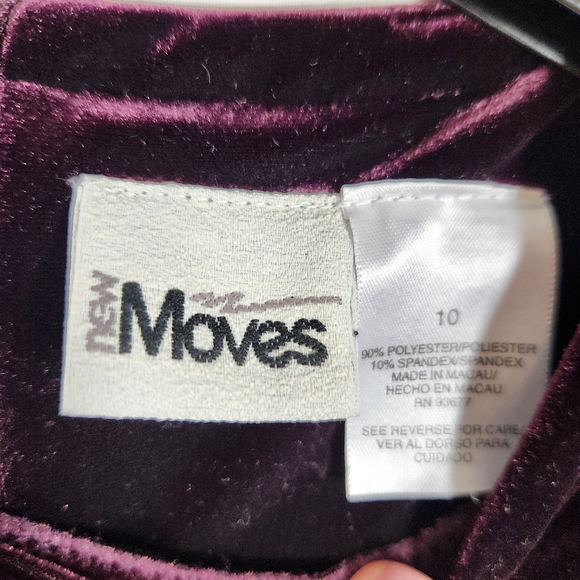 new
Moves
10
90% POLYESTER/POLIESTER
10% SPANDEX/SPANDEX
MADE IN MACAU/
HECHO EN MACAU
RN 93677
SEE REVERSE FOR CARE/
VER AL DORSO PARA
CUIDADO